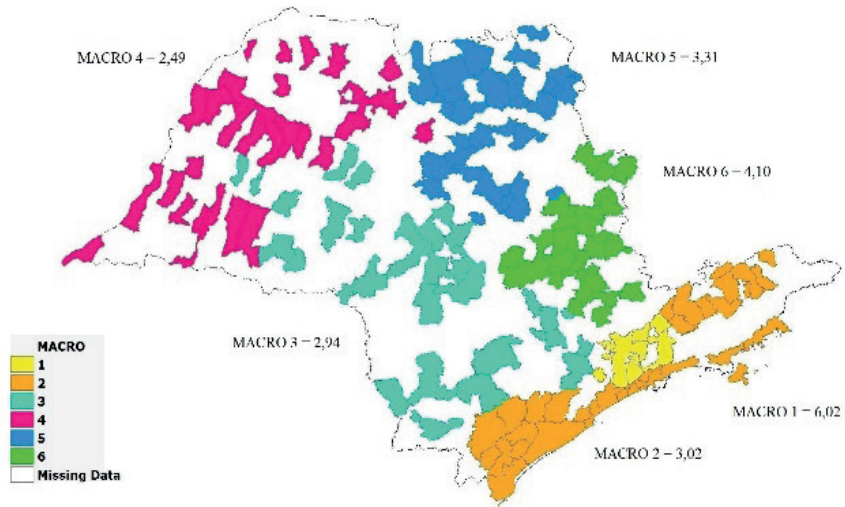 MACRO 4 – 2,49
MACRO 5 – 3,31
MACRO 6 – 4,10
MACRO 3 – 2,94
MACRO
1
2
3
4
5
6
Missing Data
MACRO 1 – 6,02
MACRO 2 – 3,02